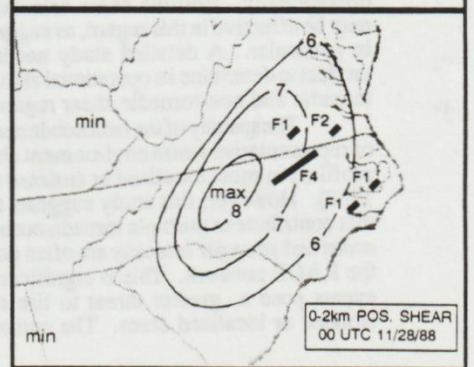 6
7
min
F1
F2
F4
max
8
F1
F1
7
6
min
0-2km POS. SHEAR
00 UTC 11/28/88